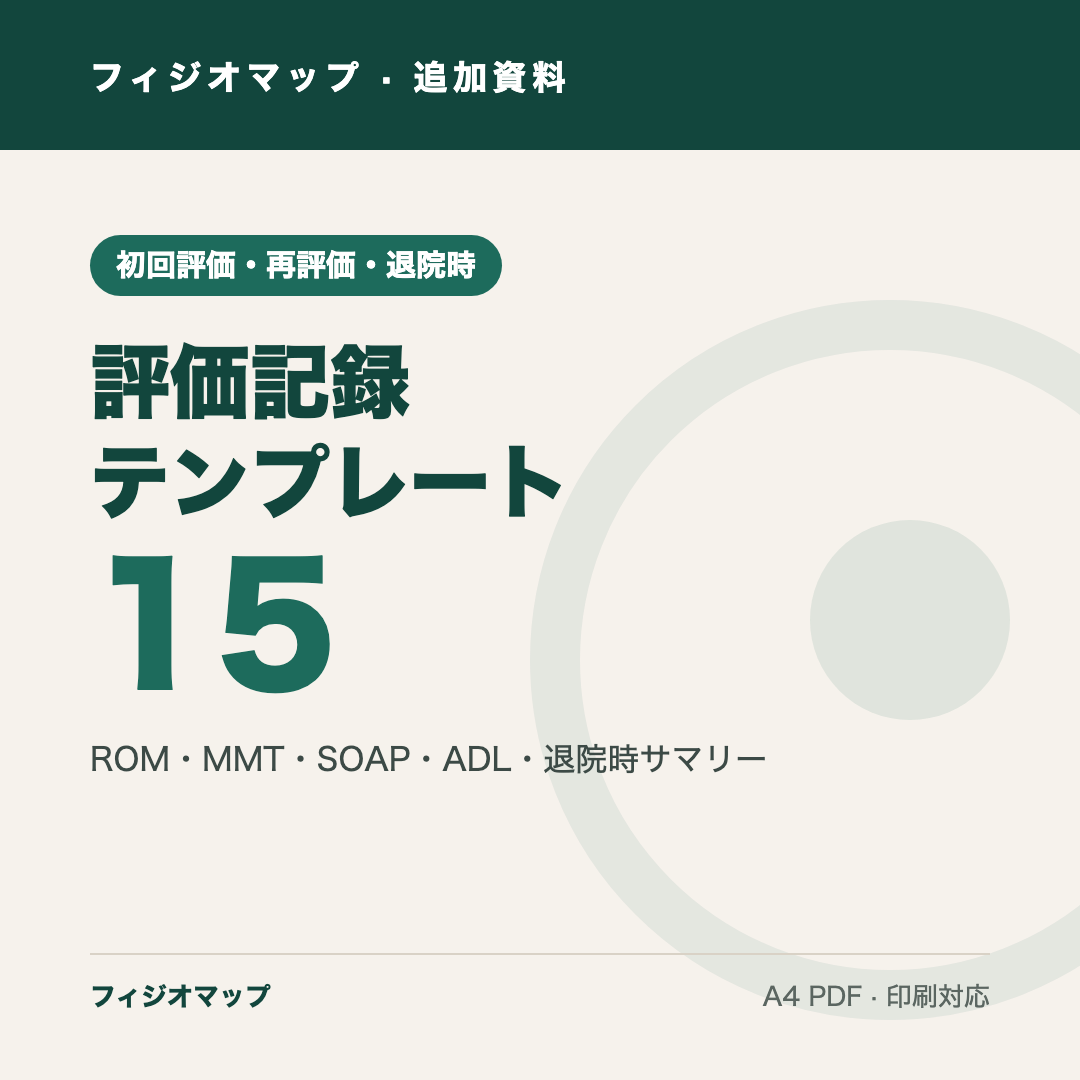 フィジオマップ · 追加資料
初回評価・再評価・退院時
評価記録
テンプレート
15
ROM・MMT・SOAP・ADL・退院時サマリー
フィジオマップ
A4 PDF · 印刷対応